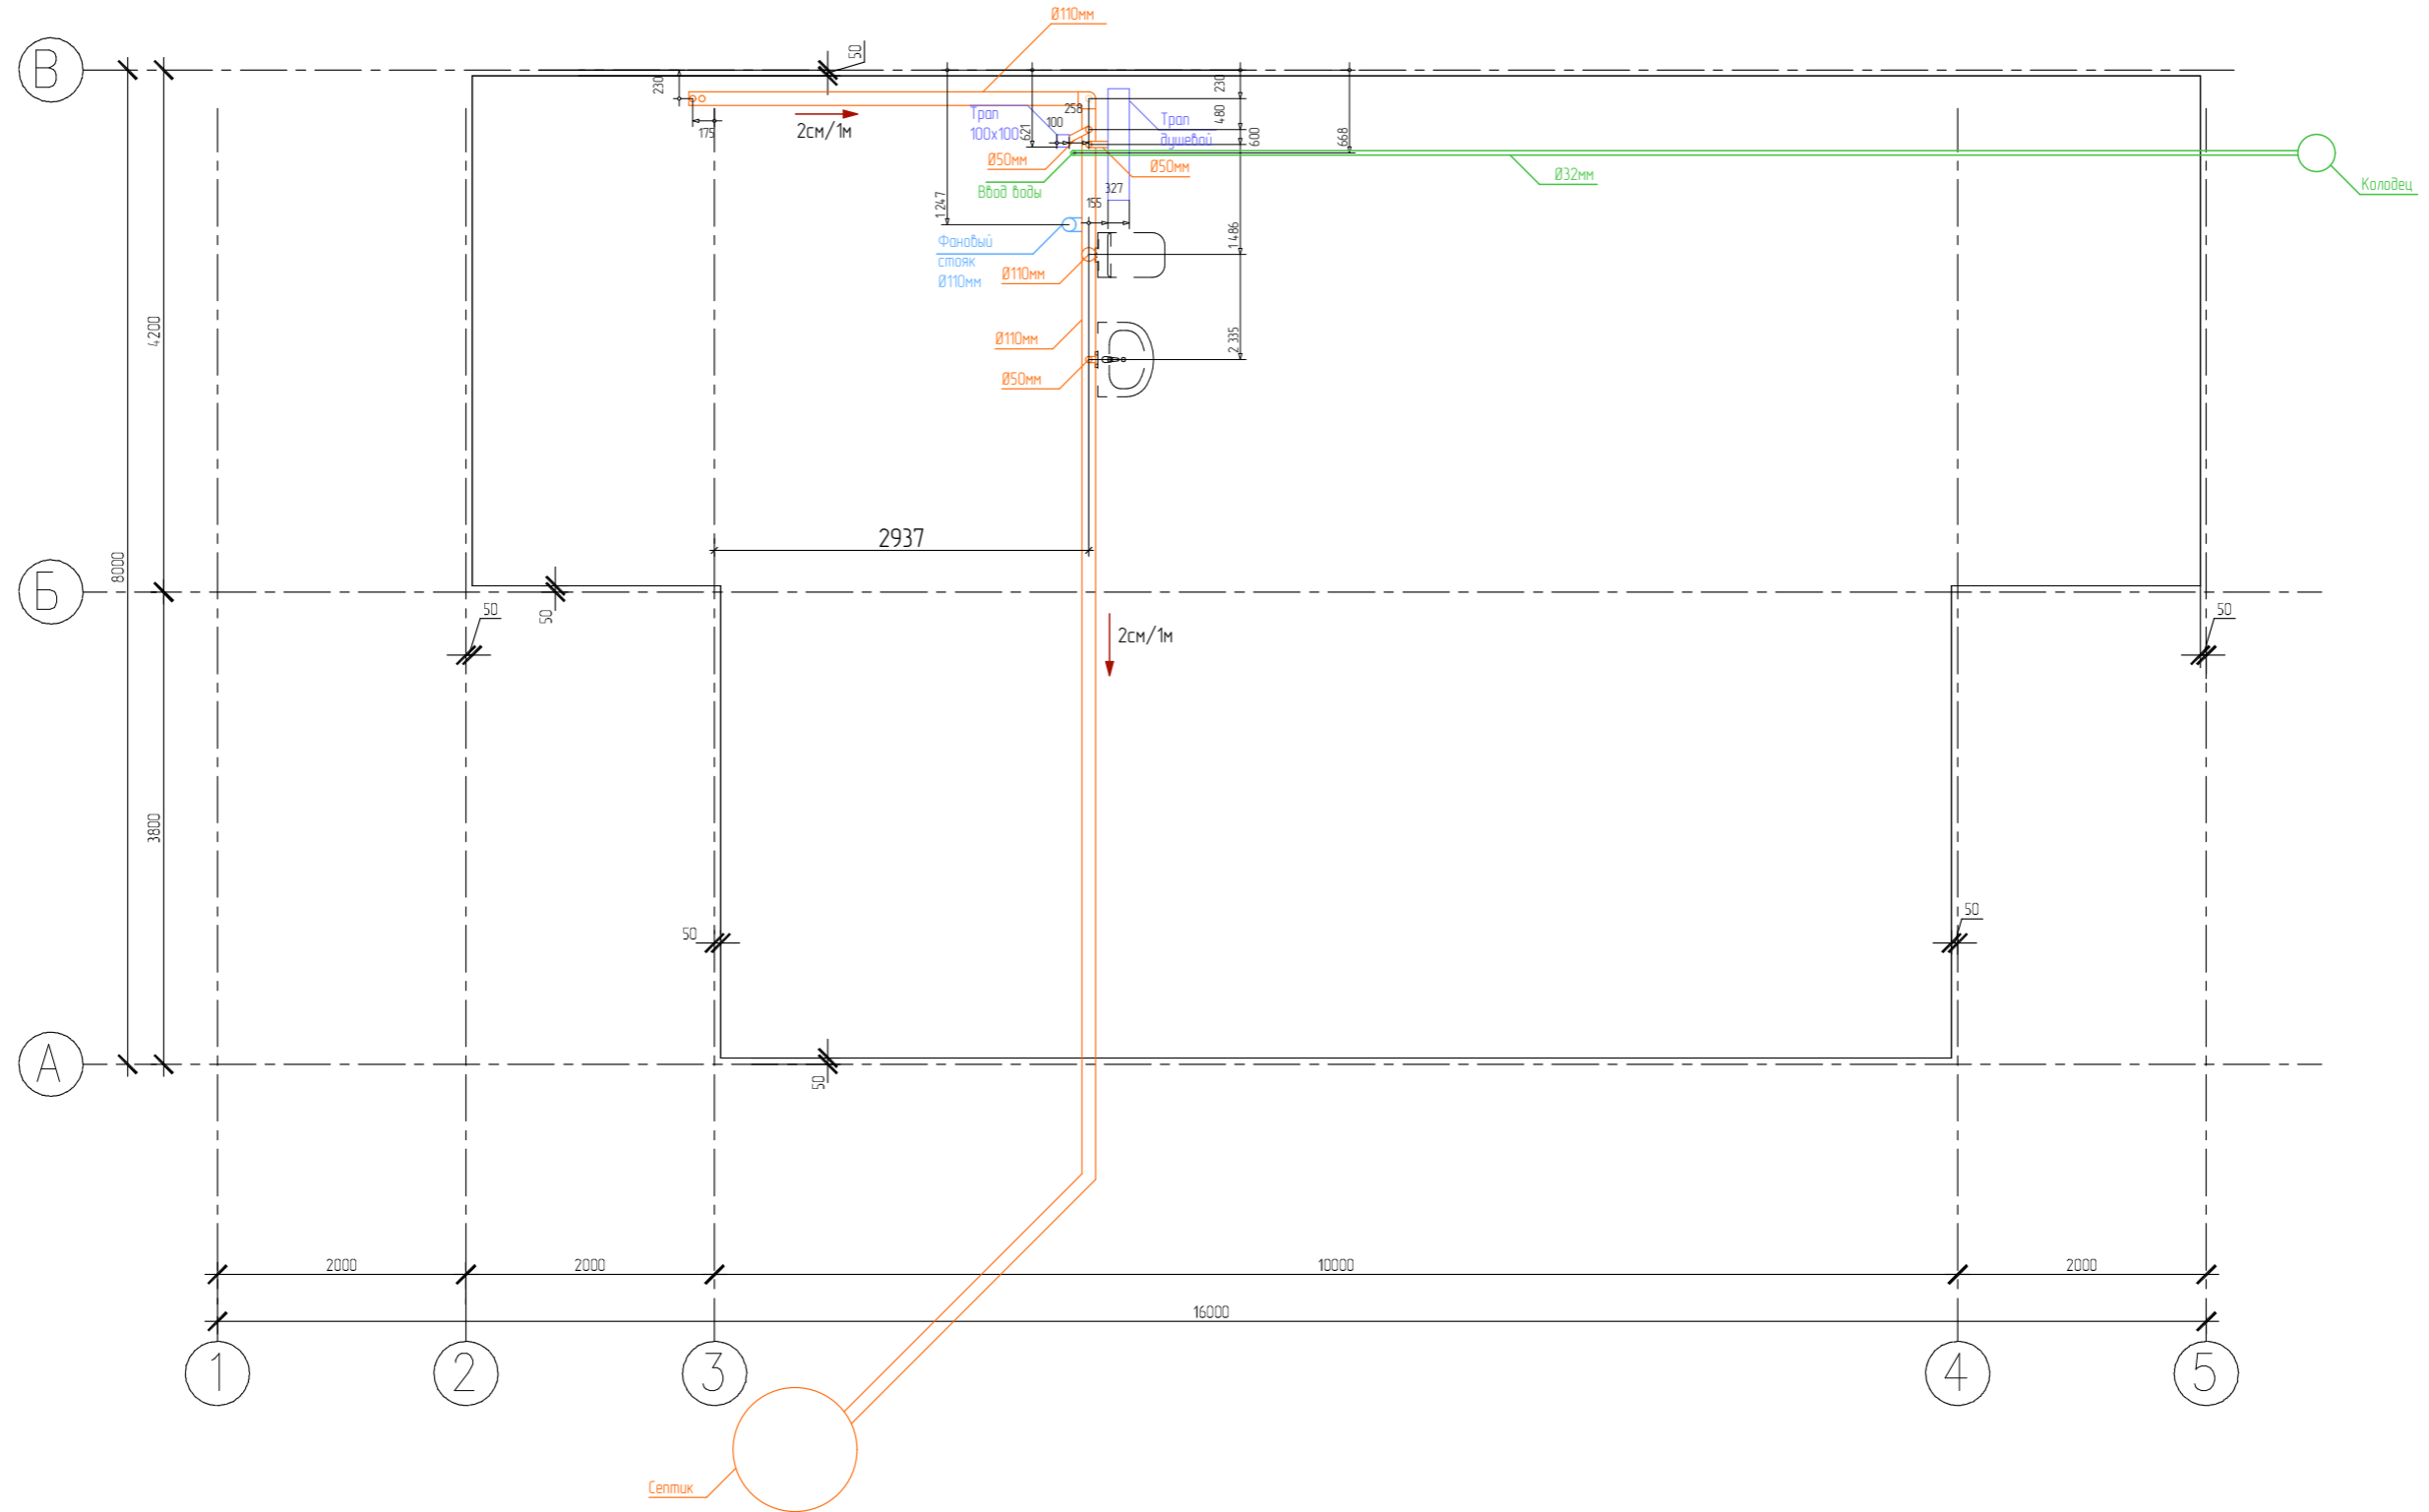 Ø110мм
В
50
230
175
2см/1м
258
Трап
100х100
100
621
Ø50мм
Ввод воды
Трап
душевой
Ø50мм
230
480
600
668
Ø32мм
Колодец
327
155
1 247
1 486
Фановый
стояк
Ø110мм
Ø110мм
Ø110мм
2 335
Ø50мм
4200
8000
2937
Б
50
50
2см/1м
50
3800
50
50
А
50
2000
2000
10000
2000
16000
1
2
3
4
5
Септик